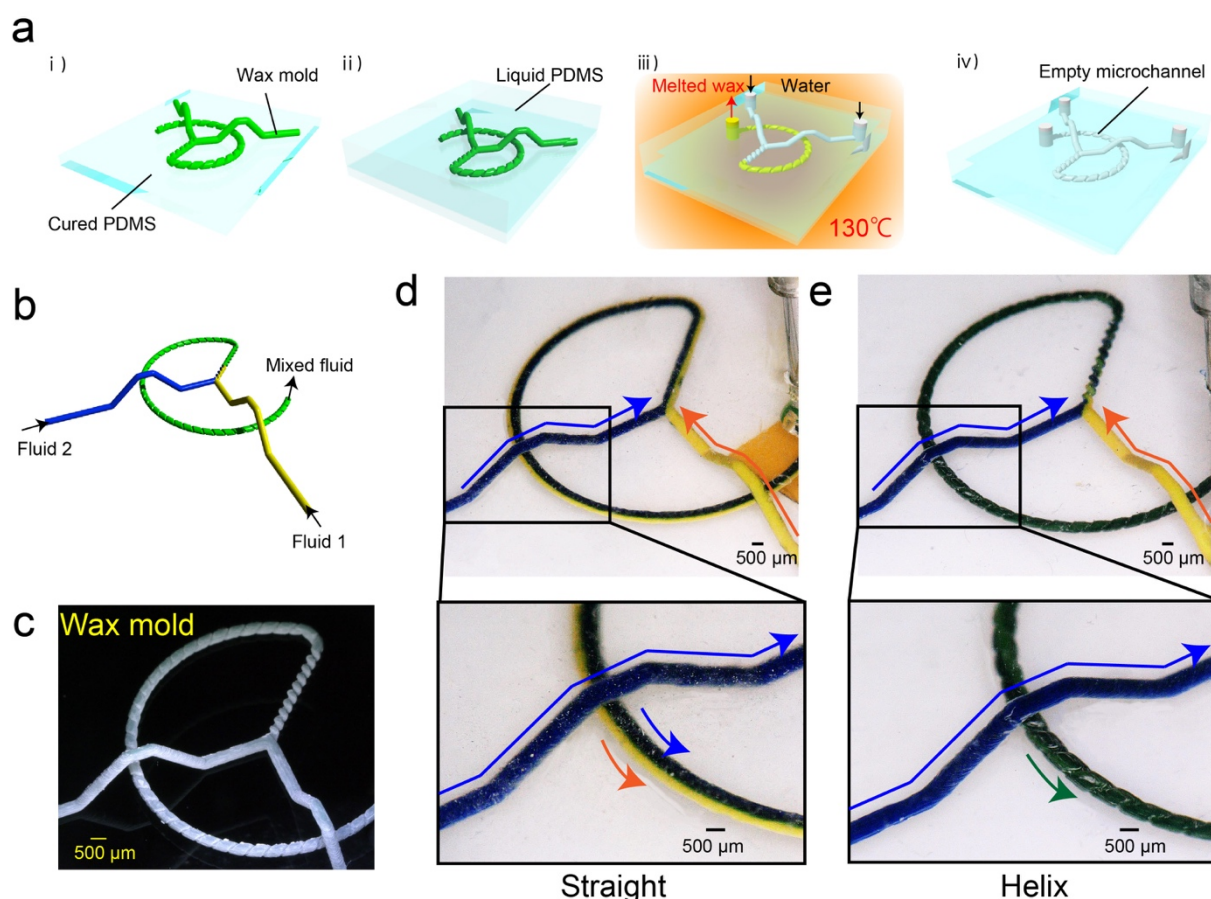 a
i )
Wax mold
Cured PDMS
ii )
Liquid PDMS
iii )
Melted wax
Water
130℃
iv )
Empty microchannel
b
Mixed fluid
Fluid 2
Fluid 1
c
Wax mold
500 μm
d
500 μm
500 μm
Straight
e
500 μm
500 μm
Helix